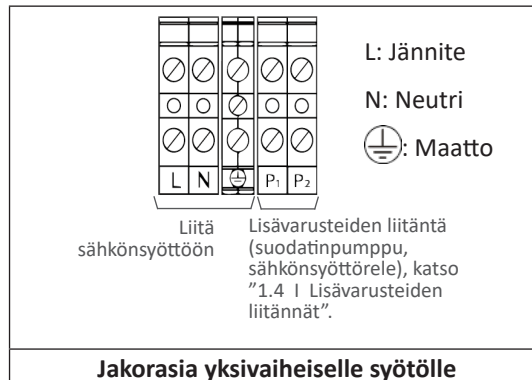 L: Jännite
N: Neutri
: Maatto
L N P₁ P₂
Liitä
sähkönsyöttöön
Lisävarusteiden liitäntä
(suodatinpumppu,
sähkönsyöttörele), katso
”1.4 I Lisävarusteiden
liitännät”.
Jakorasia yksivaiheiselle syötölle